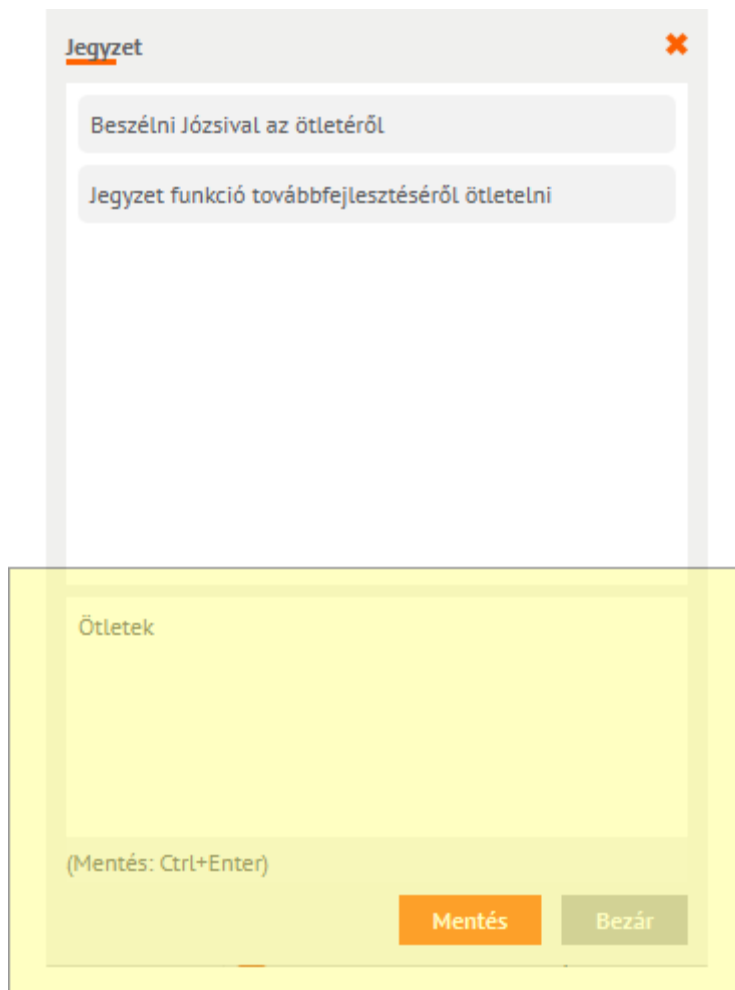 Jegyzet
Beszélni Józsival az ötletéről
Jegyzet funkció továbbfejlesztéséről ötletelni
Ötletek
(Mentés: Ctrl+Enter)
Mentés Bezár